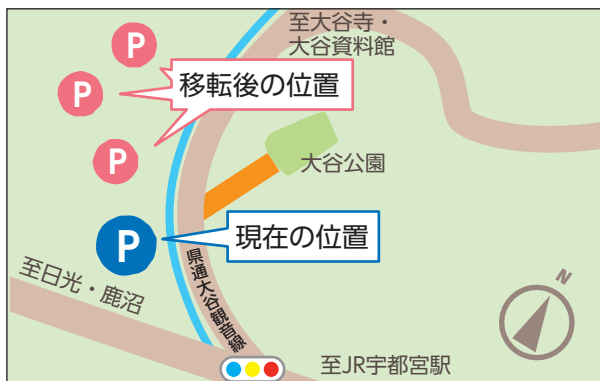 至大谷寺・
大谷資料館
P
P
移転後の位置
P
大谷公園
P
現在の位置
県通大谷観音線
至日光・鹿沼
N
至JR宇都宮駅